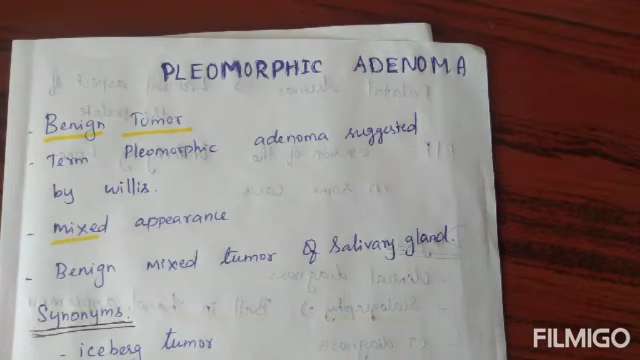 PLEOMORPHIC ADENOMA
- Benign Tumor
- Term Pleomorphic adenoma suggested
by willis.
- mixed appearance
- Benign mixed tumor of Salivary gland.
Synonyms:
- iceberg tumor
FILMIGO